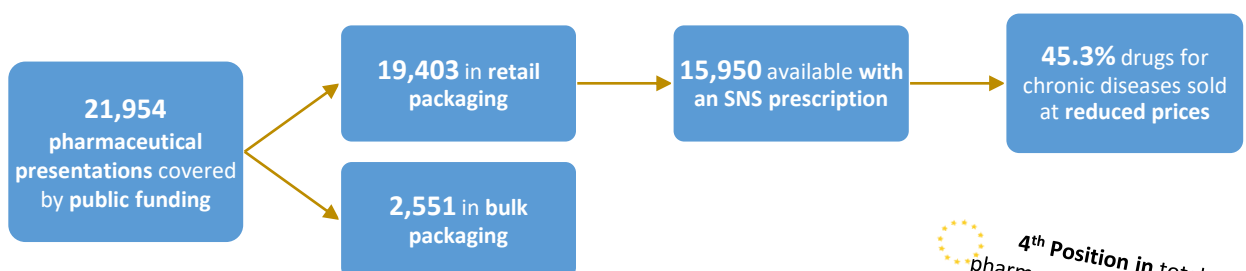 21,954
pharmaceutical
presentations covered
by public funding
19,403 in retail
packaging
2,551 in bulk
packaging
15,950 available with
an SNS prescription
45.3% drugs for
chronic diseases sold
at reduced prices
4th Position in